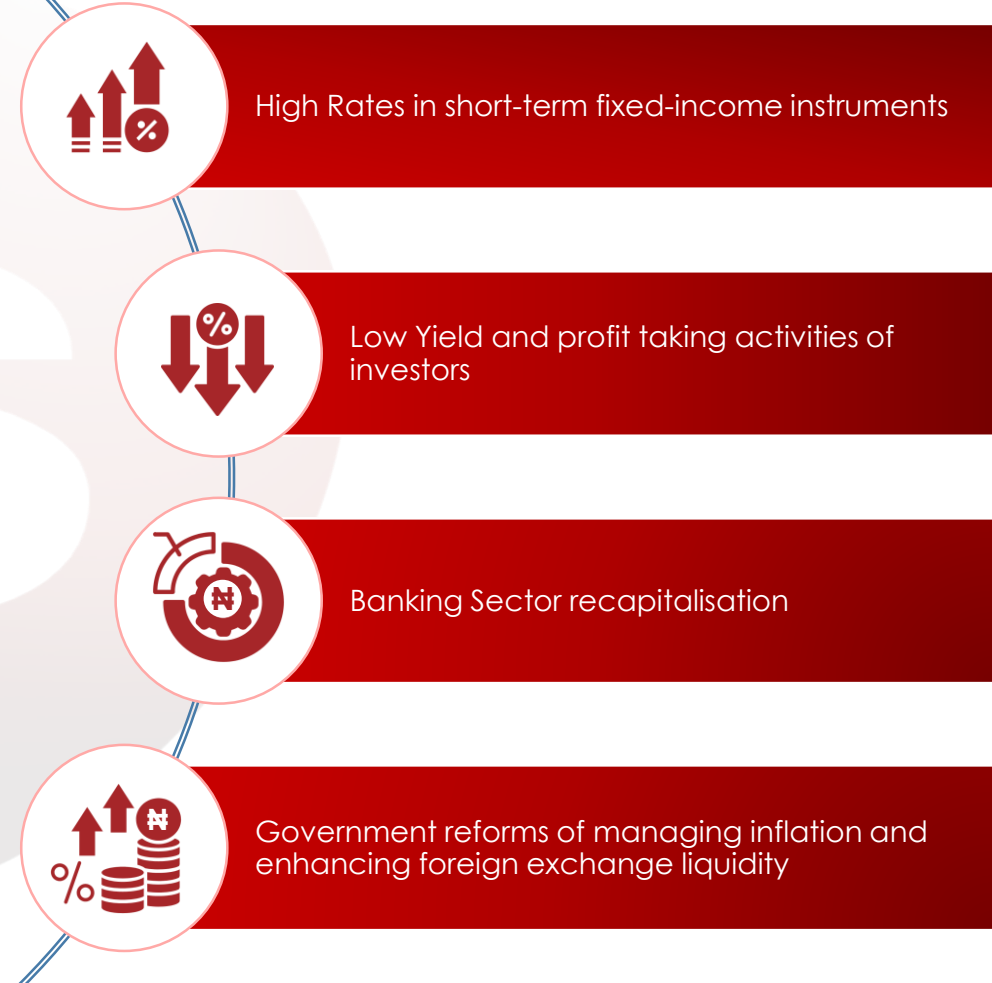 %
High Rates in short-term fixed-income instruments
%
Low Yield and profit taking activities of
investors
₦
Banking Sector recapitalisation
₦
%
Government reforms of managing inflation and
enhancing foreign exchange liquidity